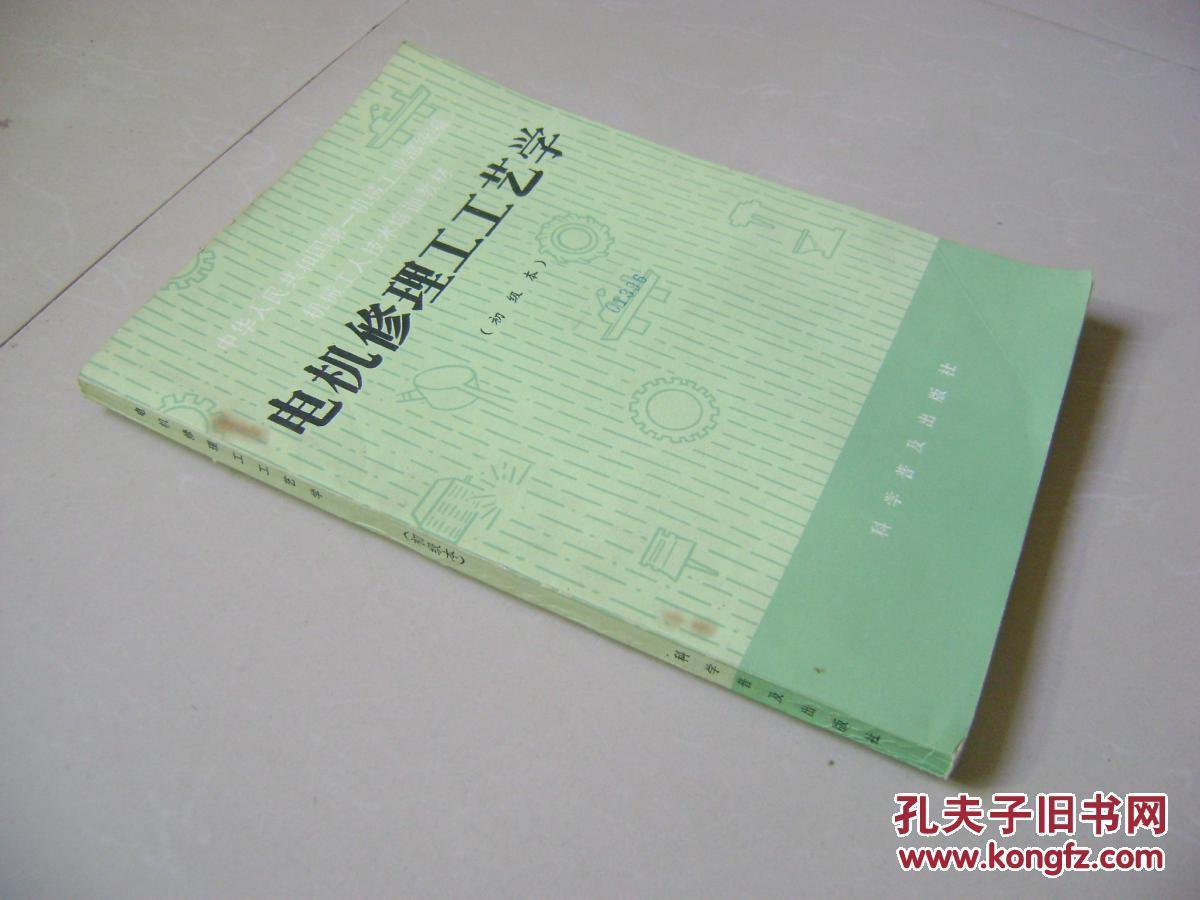 中华人民共和国第一机械工业部统编
机械工人技术培训教材
电机修理工工艺学
(初级本)
01336
科学普及出版社
电机修理工工艺学
(初级本)
科学普及出版社
孔夫子旧书网
www.kongfz.com